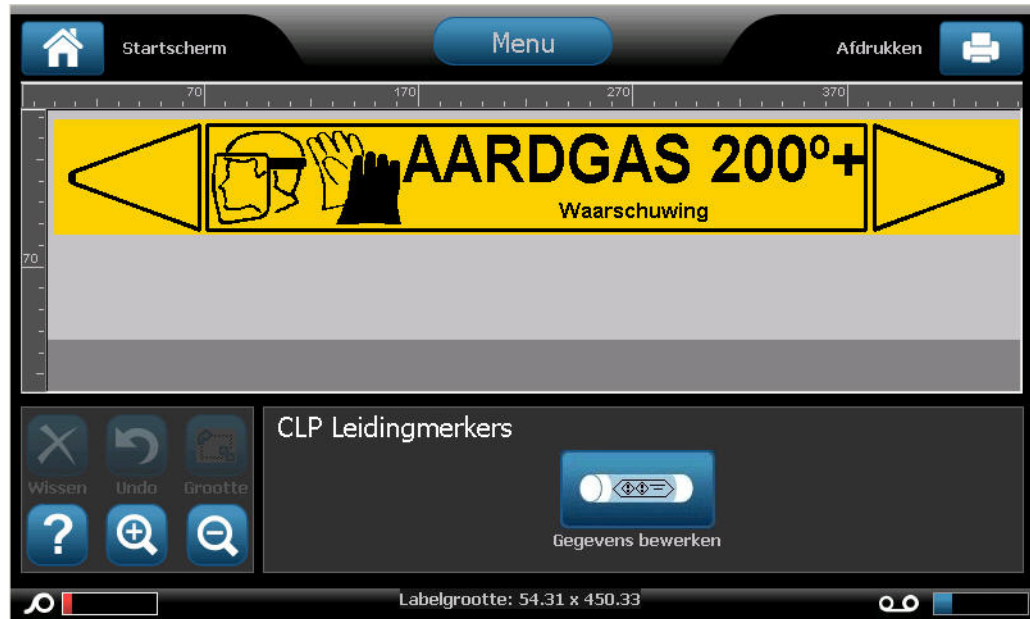 Startscherm
Menu
Afdrukken
70
170
270
370
AARDGAS 200º+
Waarschuwing
70
CLP Leidingmerkers
Wissen
Undo
Grootte
?
Gegevens bewerken
Labelgrootte: 54.31 x 450.33